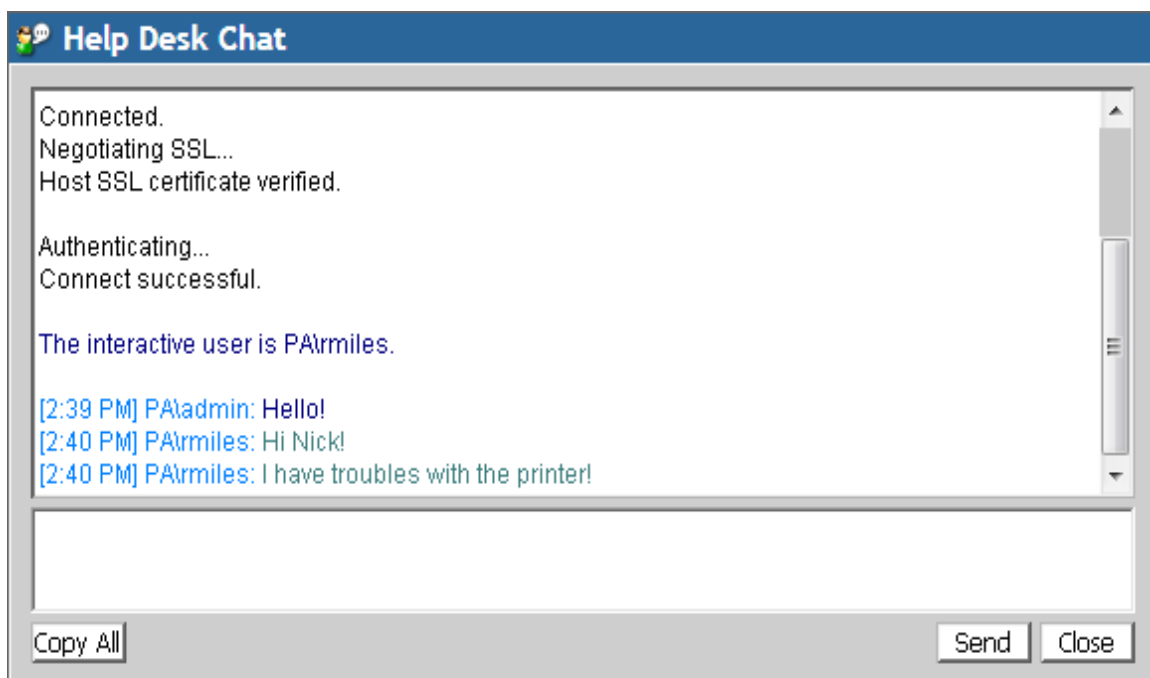 Help Desk Chat
Connected.
Negotiating SSL...
Host SSL certificate verified.
Authenticating...
Connect successful.
The interactive user is PA\rmiles.
[2:39 PM] PA\admin: Hello!
[2:40 PM] PA\rmiles: Hi Nick!
[2:40 PM] PA\rmiles: I have troubles with the printer!
Copy All Send Close